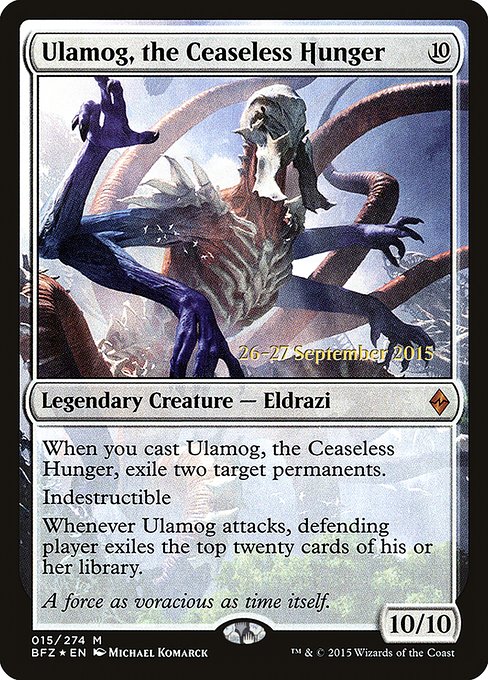 Ulamog, the Ceaseless Hunger 10
26-27 September 2015
Legendary Creature — Eldrazi
When you cast Ulamog, the Ceaseless
Hunger, exile two target permanents.
Indestructible
Whenever Ulamog attacks, defending
player exiles the top twenty cards of his or
her library.
A force as voracious as time itself.
10/10
015/274 M
BFZ ★ EN Michael Komarck
™ & © 2015 Wizards of the Coast